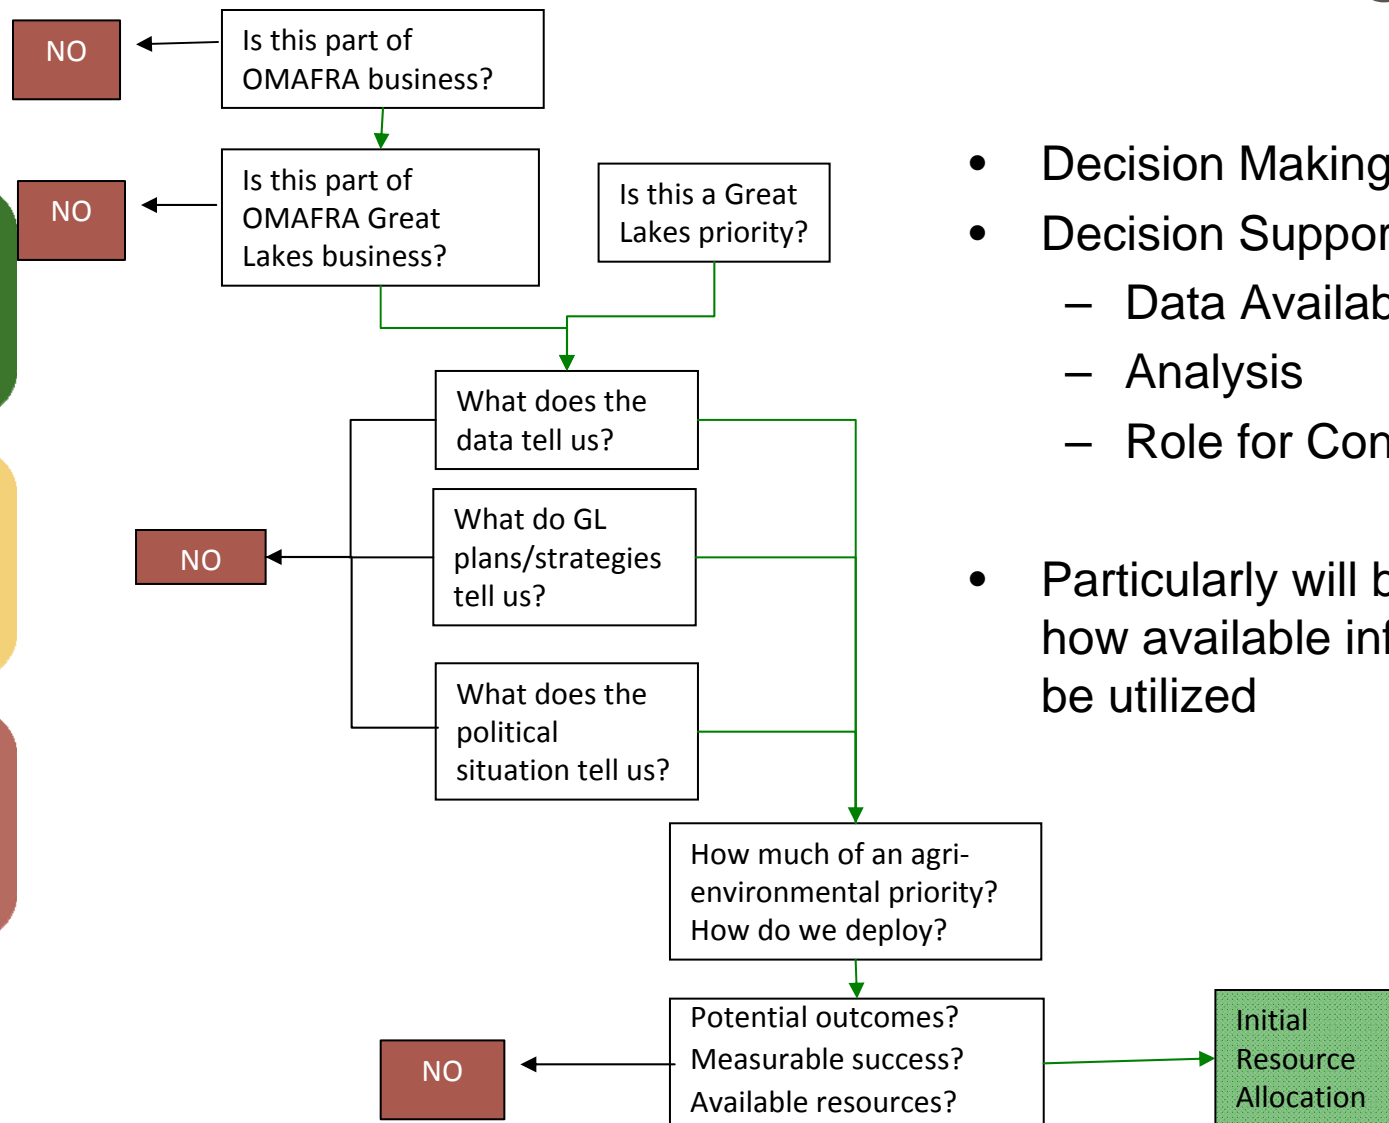 NO
Is this part of
OMAFRA business?
NO
Is this part of
OMAFRA Great
Lakes business?
Is this a Great
Lakes priority?
What does the
data tell us?
NO
What do GL
plans/strategies
tell us?
What does the
political
situation tell us?
How much of an agri-
environmental priority?
How do we deploy?
NO
Potential outcomes?
Measurable success?
Available resources?
Initial
Resource
Allocation
• Decision Making
• Decision
– Data
– Analysis
– Role for
• Particularly will
how available
be utilized